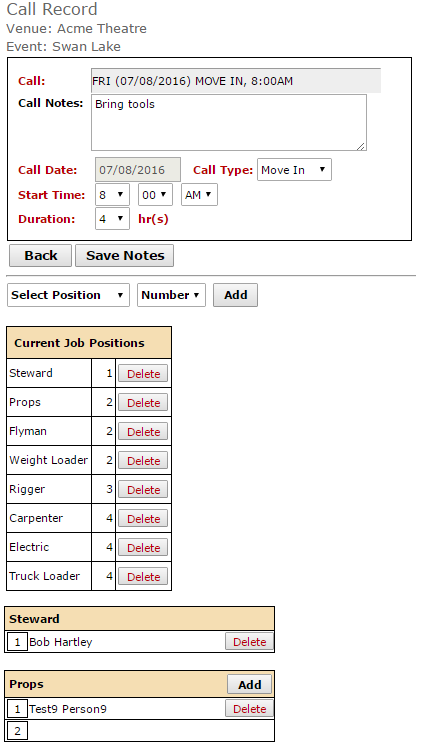 Call Record
Venue: Acme Theatre
Event: Swan Lake
Call: FRI (07/08/2016) MOVE IN, 8:00AM
Call Notes: Bring tools
Call Date: 07/08/2016 Call Type: Move In
Start Time: 8 00 AM
Duration: 4 hr(s)
Back Save Notes
Select Position Number Add
Current Job Positions
Steward 1 Delete
Props 2 Delete
Flyman 2 Delete
Weight Loader 2 Delete
Rigger 3 Delete
Carpenter 4 Delete
Electric 4 Delete
Truck Loader 4 Delete
Steward
1 Bob Hartley Delete
Props Add
1 Test9 Person9 Delete
2